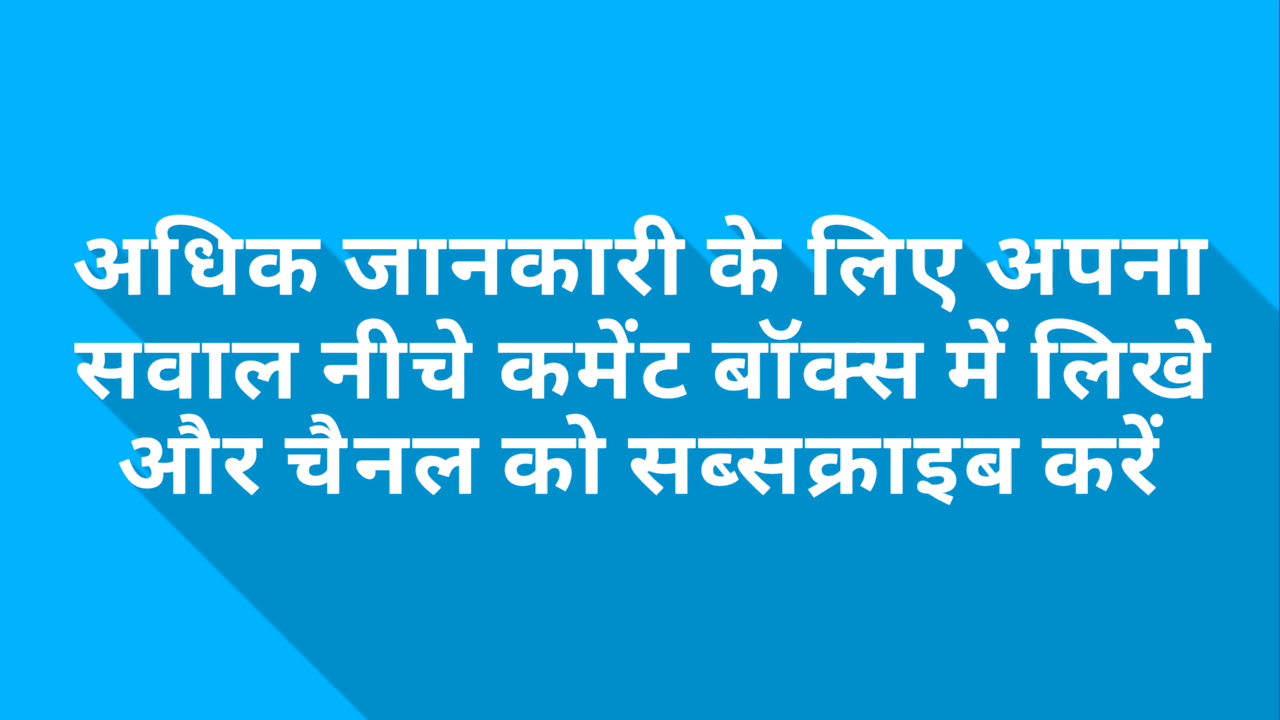 अधिक जानकारी के लिए अपना
सवाल नीचे कमेंट बॉक्स में लिखे
और चैनल को सब्सक्राइब करें